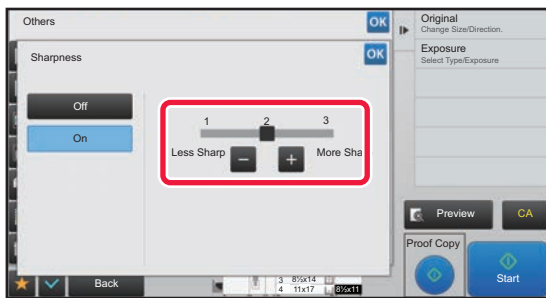 Others
OK
Sharpness
OK
Off
On
1 2 3
Less Sharp
− +
More Sha
Original
Change Size/Direction.
Exposure
Select Type/Exposure
Preview
CA
Proof Copy
Start
Back
3 8½x14
4 11x17
8½x11